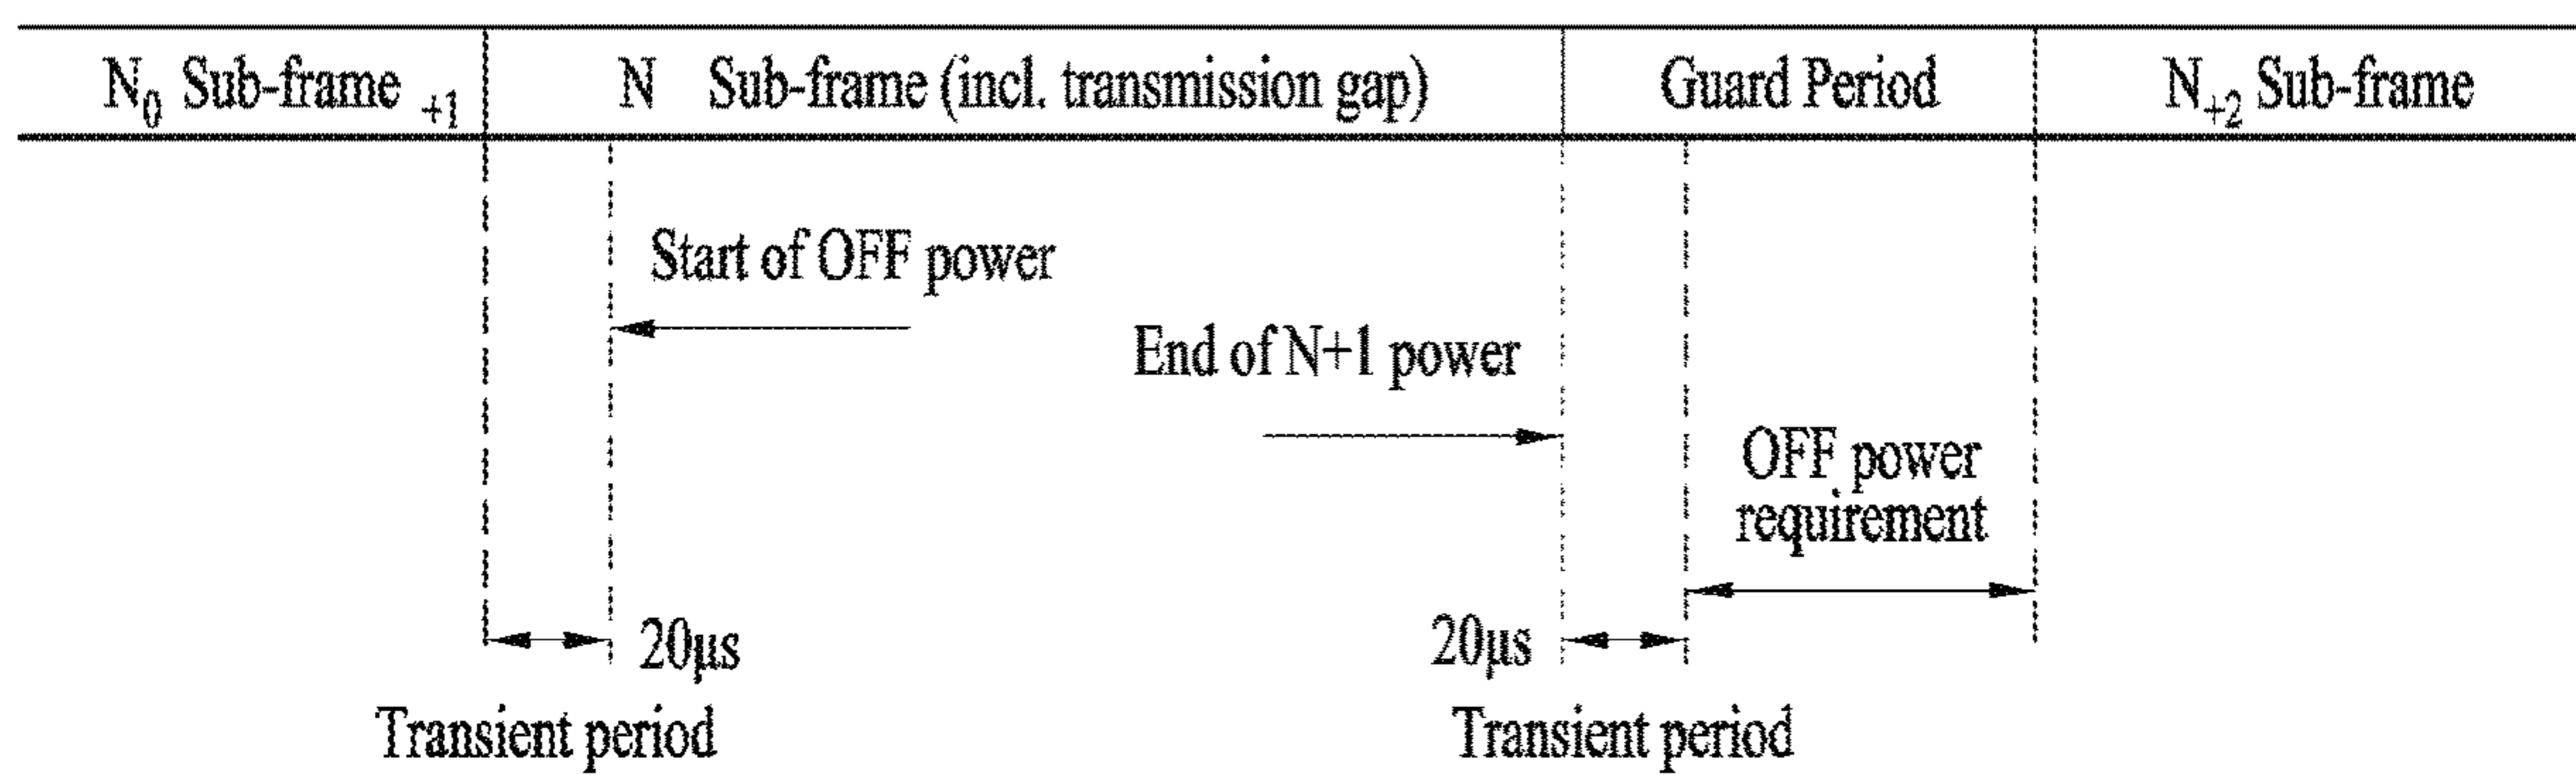 N0 Sub-frame +1
N Sub-frame (incl. transmission gap)
Guard Period
N+2 Sub-frame
Start of OFF power
End of N+1 power
OFF power
requirement
20μs
20μs
Transient period
Transient period